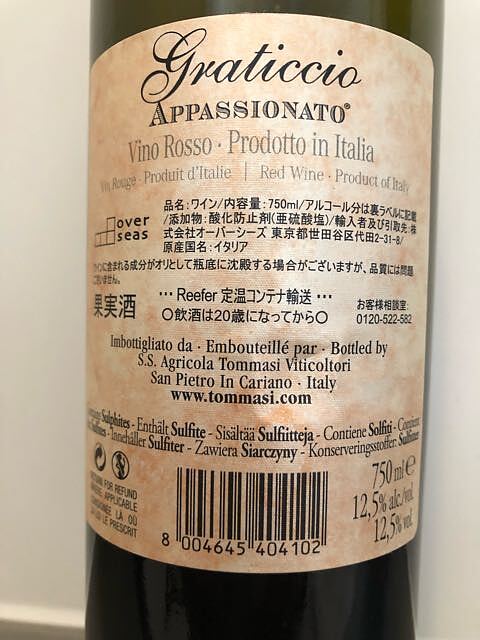 Graticcio
APPASSIONATO®
Vino Rosso · Prodotto in Italia
Vin Rouge · Produit d'Italie | Red Wine · Product of Italy
over seas
品名:ワイン/内容量:750ml/アルコール分は裏ラベルに記載
/添加物:酸化防止剤(亜硫酸塩)/輸入者及び引取先:株
式会社オーバーシーズ 東京都世田谷区代田2-31-8/
原産国名:イタリア
ワインに含まれる成分がオリとして瓶底に沈殿する場合がございますが、品質には問題
ございません。
果実酒
··· Reefer 定温コンテナ輸送 ···
○飲酒は20歳になってから○
お客様相談室:
0120-522-582
Imbottigliato da · Embouteillé par · Bottled by
S.S. Agricola Tommasi Viticoltori
San Pietro In Cariano · Italy
www.tommasi.com
Sulphites - Enthält Sulfite - Sisältää Sulfiitteja - Contiene Solfiti - Contient
Sulfites - Innehåller Sulfiter - Zawiera Siarczyny - Konserveringsstoffer: Sulfitter
FOR REFUND
APPLICABLE
LÀ OÙ
LE PRESCRIT
750 ml ℮
12,5% alc./vol.
12,5% vol.
8 004645 404102